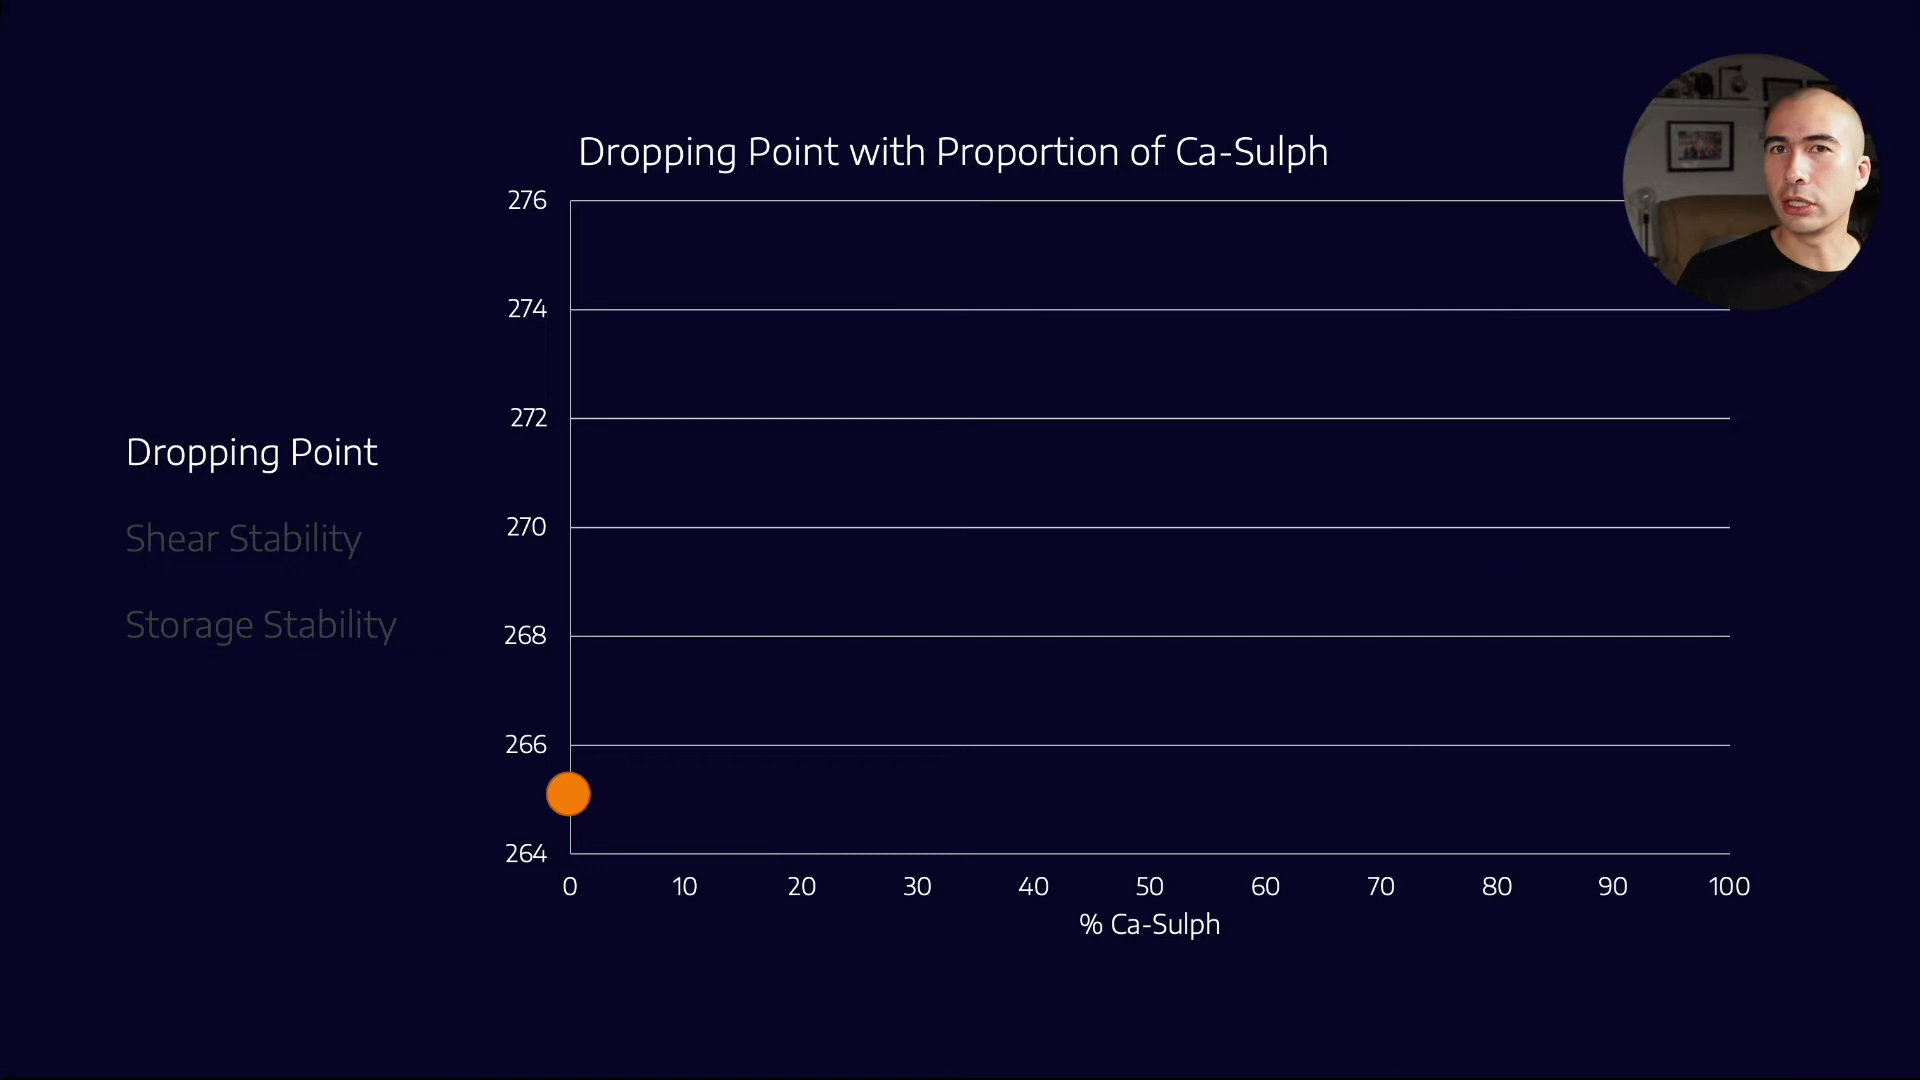 Dropping Point with Proportion of Ca-Sulph
276
274
272
270
268
266
264
0 10 20 30 40 50 60 70 80 90 100
% Ca-Sulph
Dropping Point
Shear Stability
Storage Stability